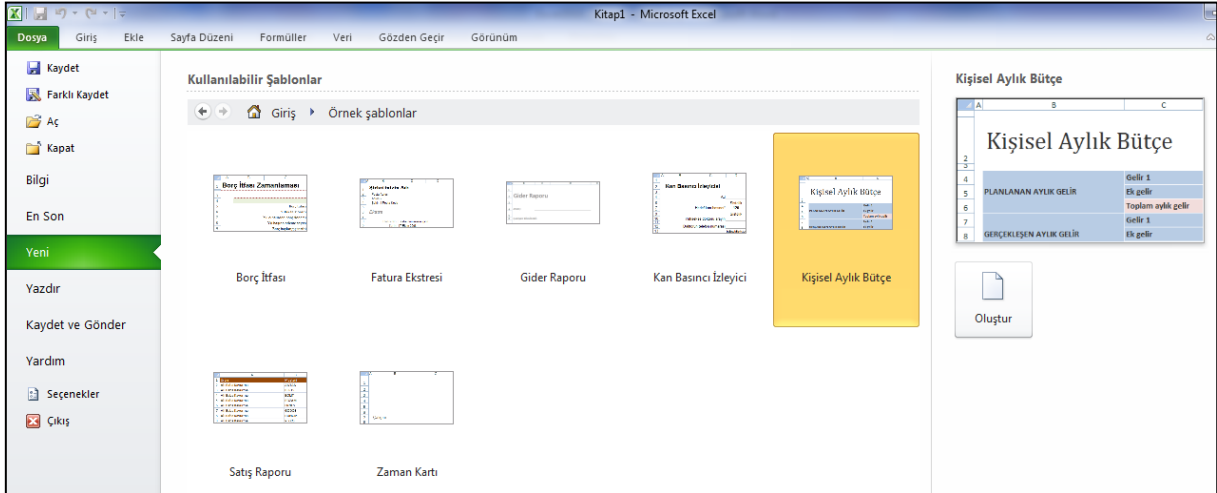 Kitap1 - Microsoft Excel
Dosya Giriş Ekle Sayfa Düzeni Formüller Veri Gözden Geçir Görünüm
Kaydet
Farklı Kaydet
Aç
Kapat
Bilgi
En Son
Yeni
Yazdır
Kaydet ve Gönder
Yardım
Seçenekler
Çıkış
Kullanılabilir Şablonlar
Giriş Örnek şablonlar
Borç İtfası Zamanlaması
Gider Raporu
Kan Basıncı İzleyicisi
Kişisel Aylık Bütçe
Borç İtfası
Fatura Ekstresi
Gider Raporu
Kan Basıncı İzleyici
Kişisel Aylık Bütçe
Satış Raporu
Zaman Kartı
Kişisel Aylık Bütçe
A B C
Kişisel Aylık Bütçe
2
3
4 Gelir 1
5 PLANLANAN AYLIK GELİR Ek gelir
6 Toplam aylık gelir
7 Gelir 1
8 GERÇEKLEŞEN AYLIK GELİR Ek gelir
Oluştur